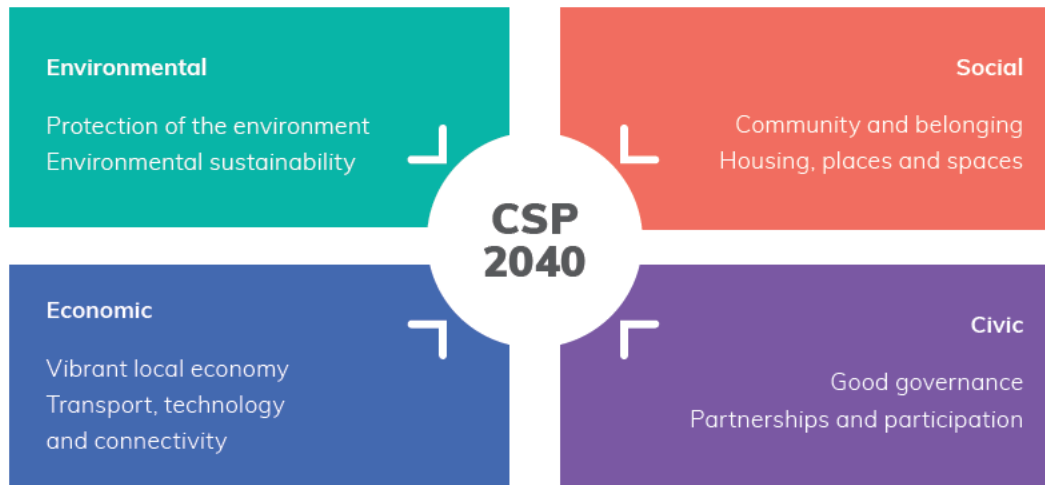 Environmental
Protection of the environment
Environmental sustainability
Social
Community and belonging
Housing, places and spaces
CSP
2040
Economic
Vibrant local economy
Transport, technology
and connectivity
Civic
Good governance
Partnerships and participation